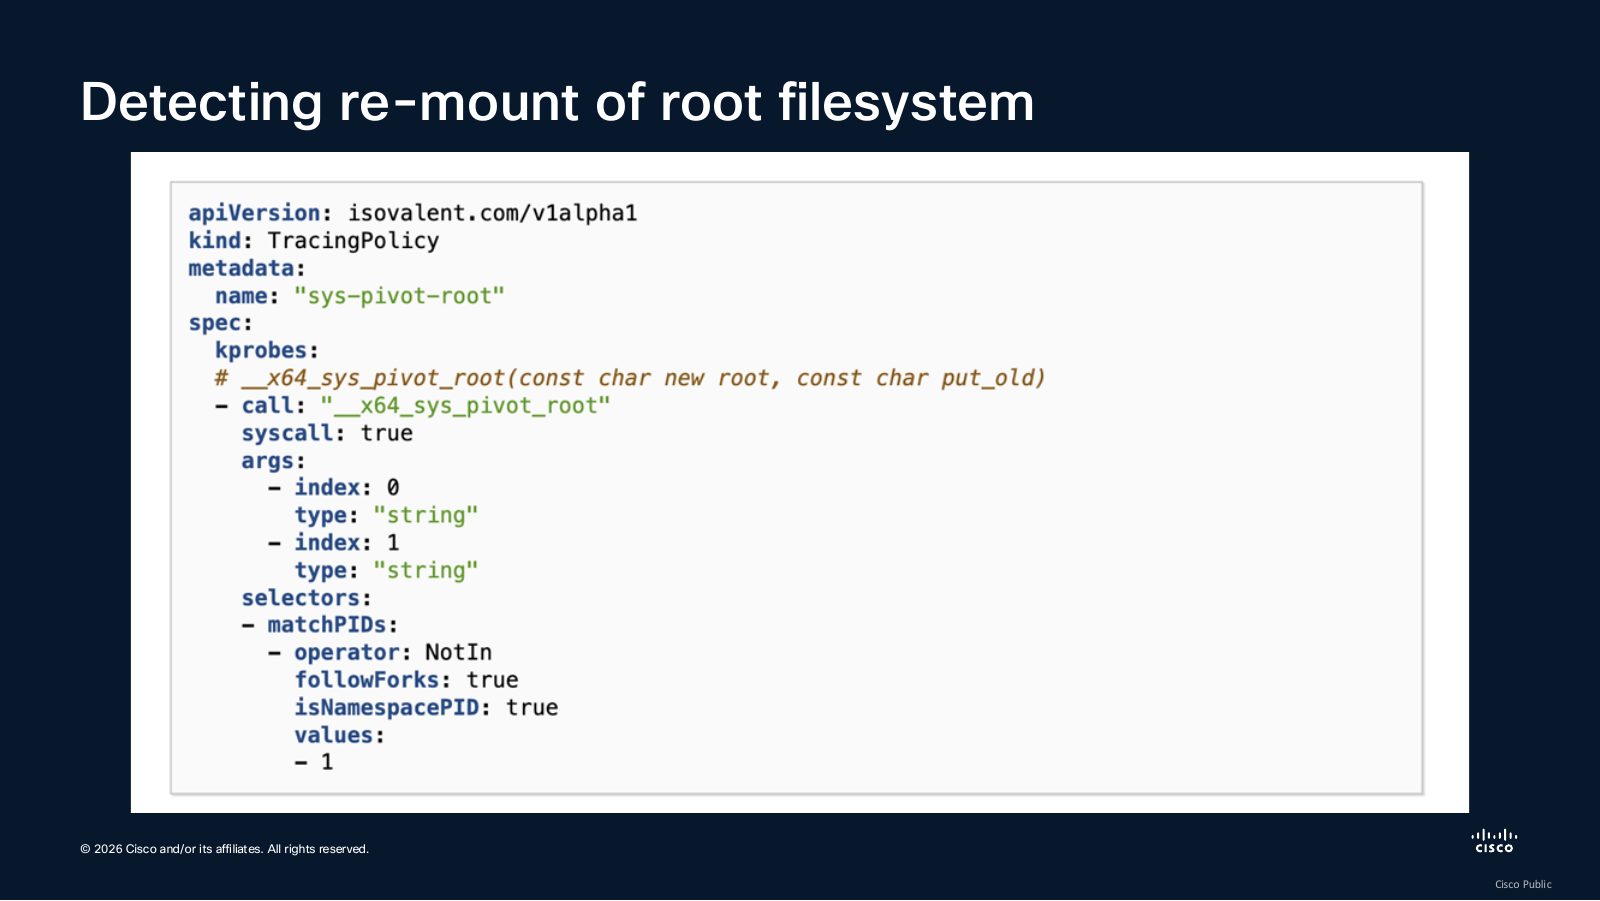 Detecting re-mount of root filesystem
apiVersion: isovalent.com/v1alpha1
kind: TracingPolicy
metadata:
  name: "sys-pivot-root"
spec:
  kprobes:
  # __x64_sys_pivot_root(const char new root, const char put_old)
  - call: "__x64_sys_pivot_root"
    syscall: true
    args:
      - index: 0
        type: "string"
      - index: 1
        type: "string"
    selectors:
    - matchPIDs:
      - operator: NotIn
        followForks: true
        isNamespacePID: true
        values:
        - 1
© 2026 Cisco and/or its affiliates. All rights reserved.
CISCO
Cisco Public